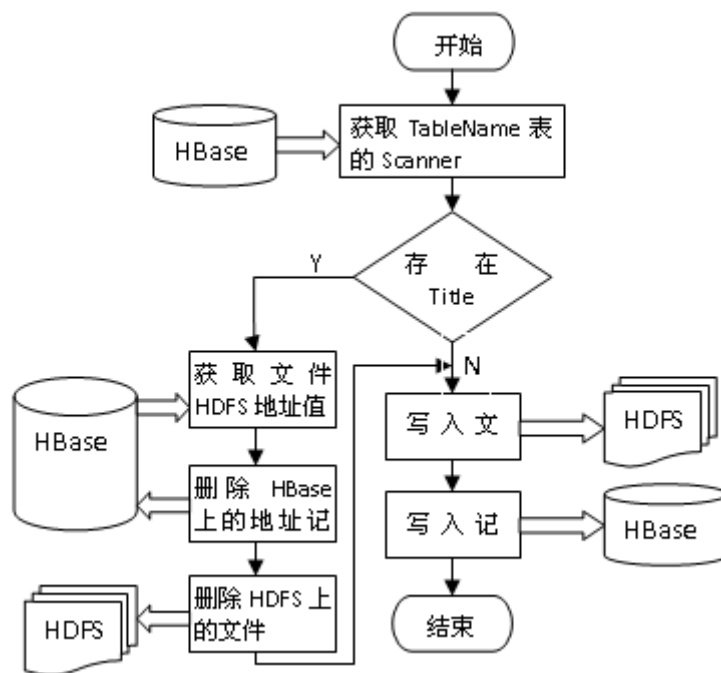 开始
获取 TableName 表
的 Scanner
HBase
存 在
Title
Y
N
获 取 文 件
HDFS 地址值
HBase
删除 HBase
上的地址记
删除 HDFS 上
的文件
HDFS
写 入 文
HDFS
写 入 记
HBase
结束